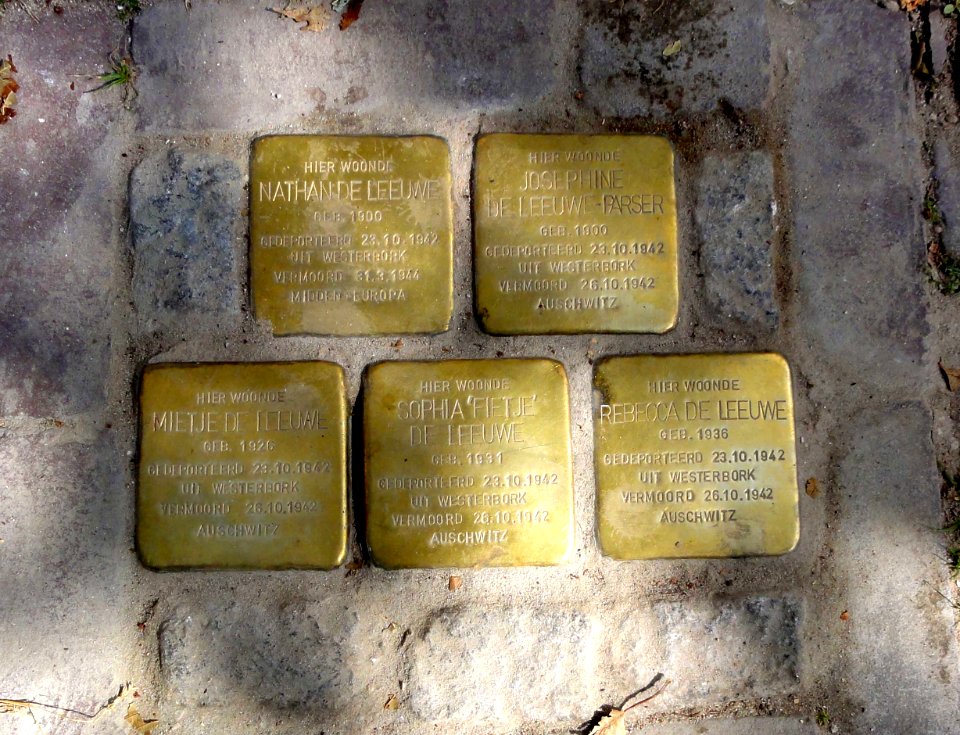 HIER WOONDE
NATHAN DE LEEUWE
GEB. 1900
GEDEPORTEERD 23.10.1942
UIT WESTERBORK
VERMOORD 31.3.1944
MIDDEN-EUROPA
HIER WOONDE
JOSEPHINE
DE LEEUWE-PARSER
GEB. 1900
GEDEPORTEERD 23.10.1942
UIT WESTERBORK
VERMOORD 26.10.1942
AUSCHWITZ
HIER WOONDE
MIETJE DE LEEUWE
GEB. 1926
GEDEPORTEERD 23.10.1942
UIT WESTERBORK
VERMOORD 26.10.1942
AUSCHWITZ
HIER WOONDE
SOPHIA 'FIETJE'
DE LEEUWE
GEB. 1931
GEDEPORTEERD 23.10.1942
UIT WESTERBORK
VERMOORD 26.10.1942
AUSCHWITZ
HIER WOONDE
REBECCA DE LEEUWE
GEB. 1936
GEDEPORTEERD 23.10.1942
UIT WESTERBORK
VERMOORD 26.10.1942
AUSCHWITZ